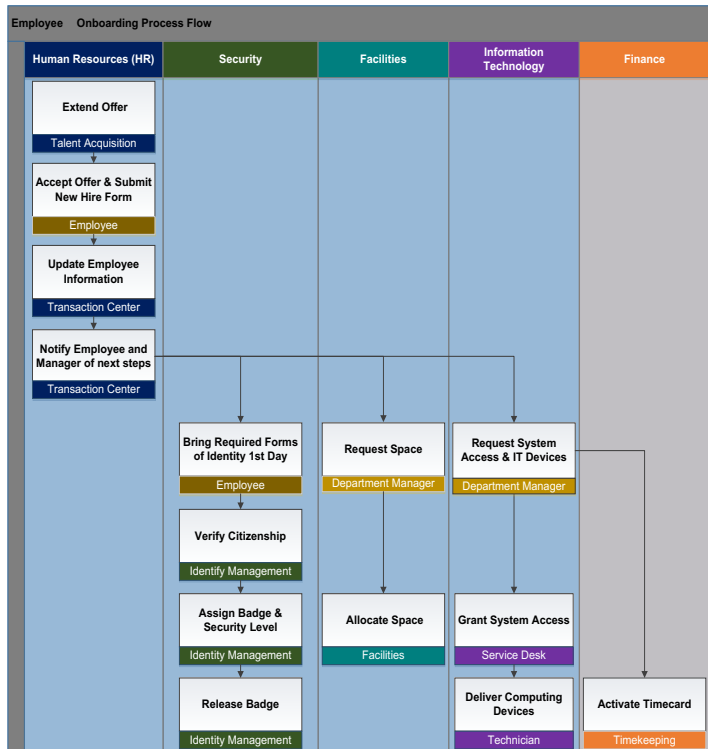 Employee Onboarding Process Flow
Human Resources (HR)
Security
Facilities
Information
Technology
Finance
Extend Offer
Talent Acquisition
Accept Offer & Submit
New Hire Form
Employee
Update Employee
Information
Transaction Center
Notify Employee and
Manager of next steps
Transaction Center
Bring Required Forms
of Identity 1st Day
Employee
Request Space
Department Manager
Request System
Access & IT Devices
Department Manager
Verify Citizenship
Identify Management
Assign Badge &
Security Level
Identity Management
Allocate Space
Facilities
Grant System Access
Service Desk
Release Badge
Identity Management
Deliver Computing
Devices
Technician
Activate Timecard
Timekeeping